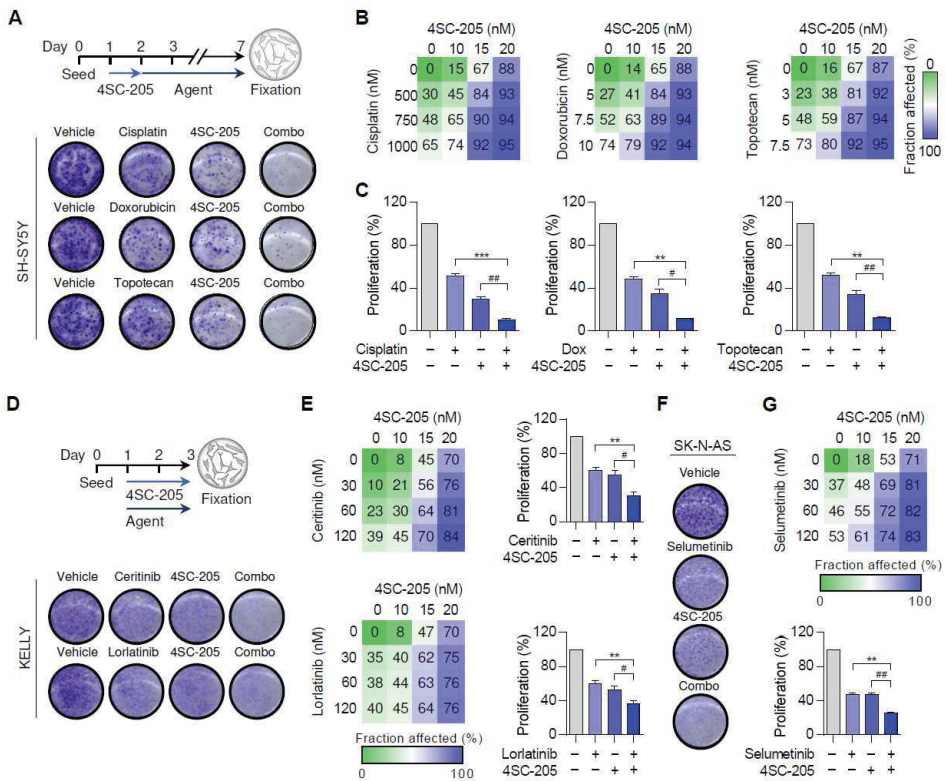 A
Day 0 1 2 3 7
Seed
4SC-205 Agent Fixation
SH-SY5Y
Vehicle Cisplatin 4SC-205 Combo
Vehicle Doxorubicin 4SC-205 Combo
Vehicle Topotecan 4SC-205 Combo
B
4SC-205 (nM)
0 10 15 20
Cisplatin (nM)
0 0 15 67 88
500 30 45 84 93
750 48 65 90 94
1000 65 74 92 95
4SC-205 (nM)
0 10 15 20
Doxorubicin (nM)
0 0 14 65 88
5 27 41 84 93
7.5 52 63 89 94
10 74 79 92 94
4SC-205 (nM)
0 10 15 20
Topotecan (nM)
0 0 16 67 87
3 23 38 81 92
5 48 59 87 94
7.5 73 80 92 95
Fraction affected (%)
0
100
C
Proliferation (%)
120
80
40
0
***
##
Cisplatin – + – +
4SC-205 – – + +
Proliferation (%)
120
80
40
0
**
#
Dox – + – +
4SC-205 – – + +
Proliferation (%)
120
80
40
0
**
##
Topotecan – + – +
4SC-205 – – + +
D
Day 0 1 2 3
Seed
4SC-205
Agent
Fixation
KELLY
Vehicle Ceritinib 4SC-205 Combo
Vehicle Lorlatinib 4SC-205 Combo
E
4SC-205 (nM)
0 10 15 20
Ceritinib (nM)
0 0 8 45 70
30 10 21 56 76
60 23 30 64 81
120 39 45 70 84
Proliferation (%)
120
80
40
0
**
#
Ceritinib – + – +
4SC-205 – – + +
4SC-205 (nM)
0 10 15 20
Lorlatinib (nM)
0 0 8 47 70
30 35 40 62 75
60 38 44 63 76
120 40 45 64 76
Fraction affected (%)
0 100
Proliferation (%)
120
80
40
0
**
#
Lorlatinib – + – +
4SC-205 – – + +
F
SK-N-AS
Vehicle
Selumetinib
4SC-205
Combo
G
4SC-205 (nM)
0 10 15 20
Selumetinib (nM)
0 0 18 53 71
30 37 48 69 81
60 46 55 72 82
120 53 61 74 83
Fraction affected (%)
0 100
Proliferation (%)
120
80
40
0
**
##
Selumetinib – + – +
4SC-205 – – + +